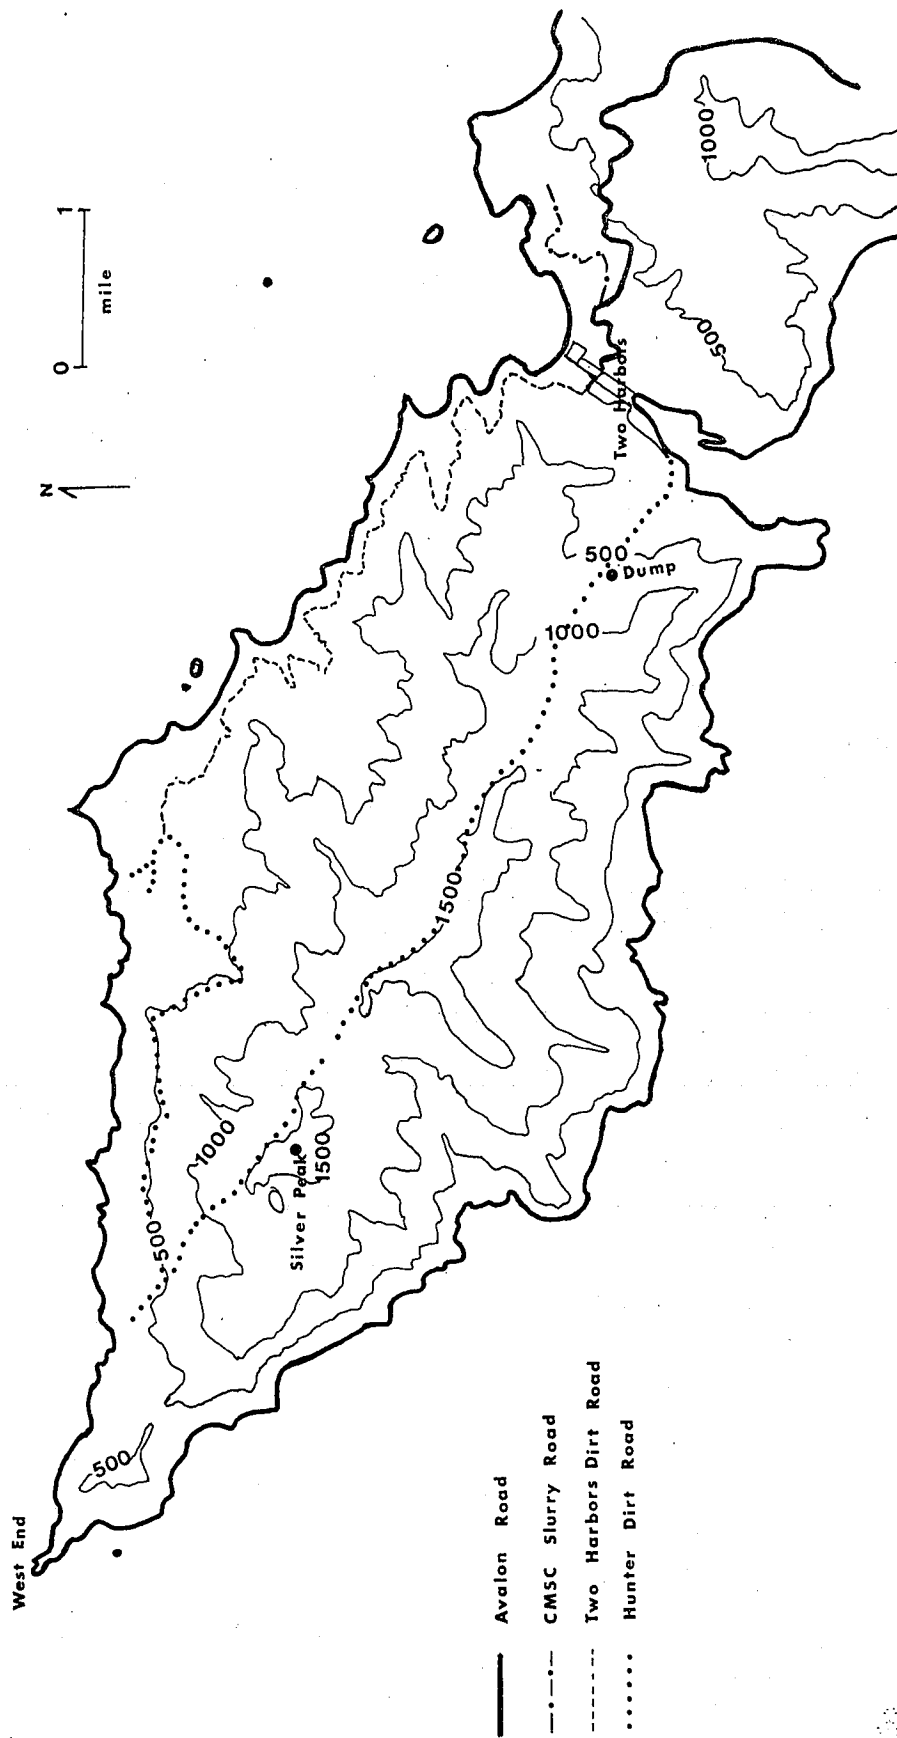 West End
N
0
1
mile
500
500
1000
1500
Silver Peak
1500
1000
500
Dump
Two Harbors
500
1000
Avalon Road
CMSC Slurry Road
Two Harbors Dirt Road
Hunter Dirt Road